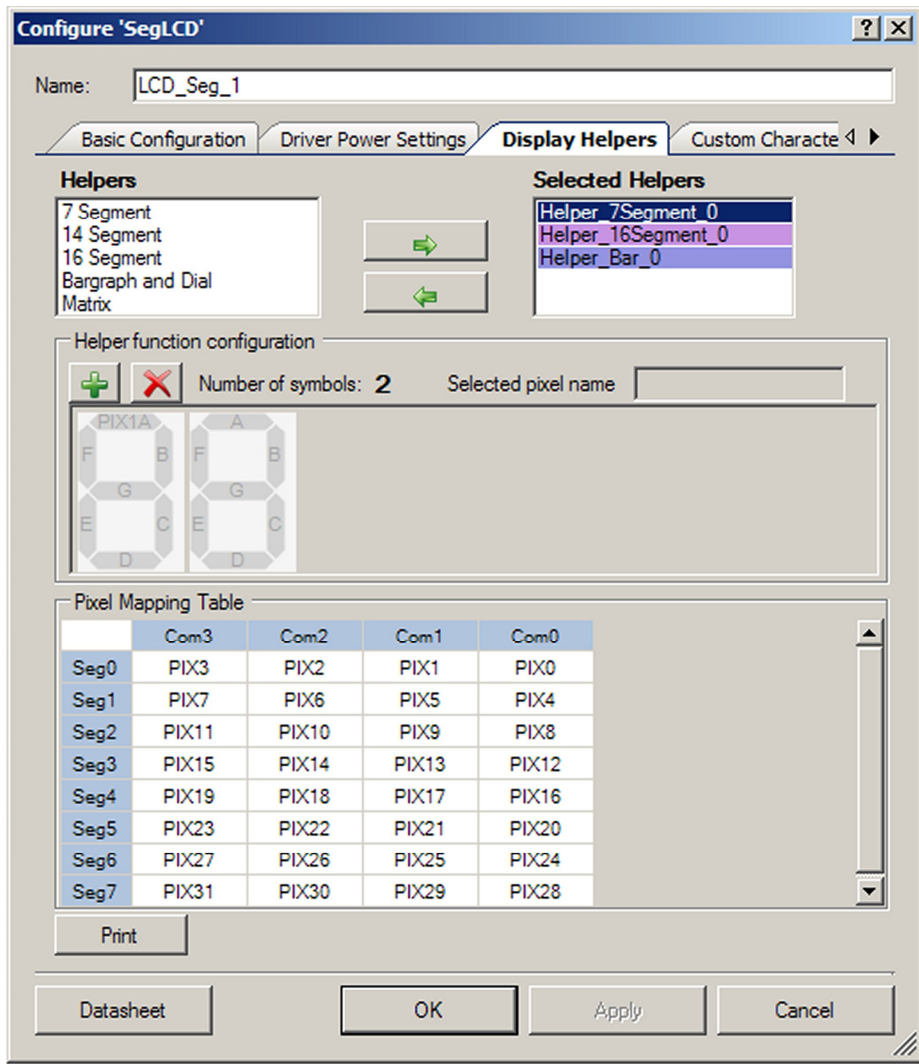 Configure 'SegLCD'
Name: LCD_Seg_1
Basic Configuration Driver Power Settings Display Helpers Custom Characte
Helpers Selected Helpers
7 Segment Helper_7Segment_0
14 Segment Helper_16Segment_0
16 Segment Helper_Bar_0
Bargraph and Dial
Matrix
Helper function configuration
Number of symbols: 2 Selected pixel name
PIX1A A
F B F B
G G
E C E C
D D
Pixel Mapping Table
Com3 Com2 Com1 Com0
Seg0 PIX3 PIX2 PIX1 PIX0
Seg1 PIX7 PIX6 PIX5 PIX4
Seg2 PIX11 PIX10 PIX9 PIX8
Seg3 PIX15 PIX14 PIX13 PIX12
Seg4 PIX19 PIX18 PIX17 PIX16
Seg5 PIX23 PIX22 PIX21 PIX20
Seg6 PIX27 PIX26 PIX25 PIX24
Seg7 PIX31 PIX30 PIX29 PIX28
Print
Datasheet OK Apply Cancel